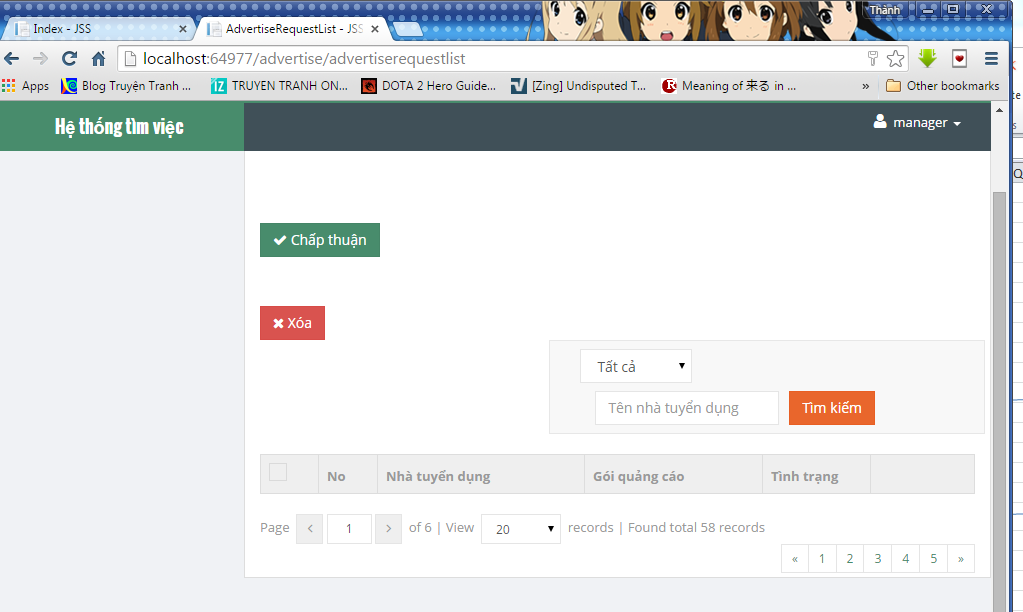 Thành
Index - JSS
AdvertiseRequestList - JSS
localhost:64977/advertise/advertiserequestlist
Apps
Blog Truyện Tranh ...
TRUYEN TRANH ON...
DOTA 2 Hero Guide...
[Zing] Undisputed T...
Meaning of 来る in ...
»
Other bookmarks
Hệ thống tìm việc
manager
Chấp thuận
Xóa
Tất cả
Tên nhà tuyển dụng
Tìm kiếm
No
Nhà tuyển dụng
Gói quảng cáo
Tình trạng
Page < 1 > of 6 | View 20 records | Found total 58 records
« 1 2 3 4 5 »